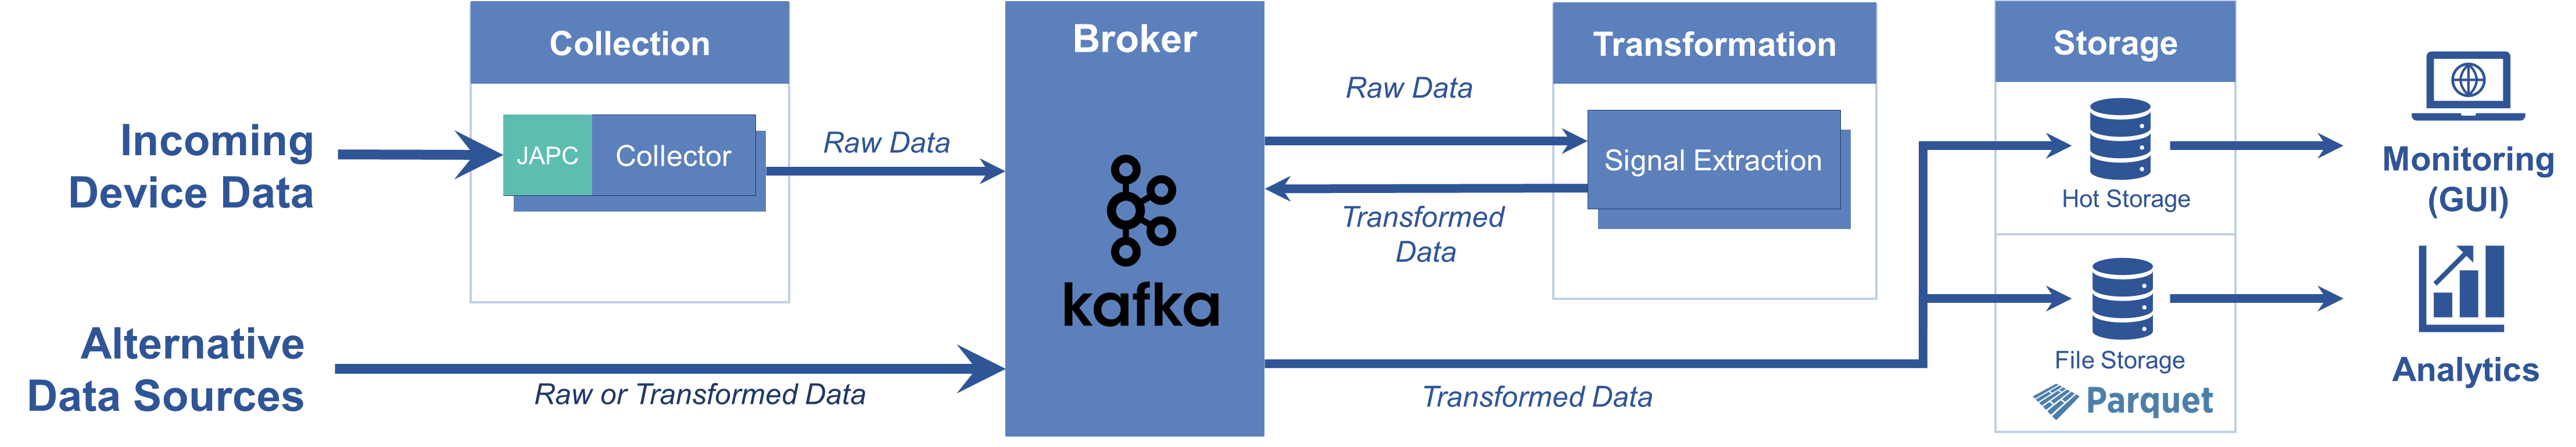 Incoming
Device Data
Alternative
Data Sources
Collection
JAPC
Collector
Raw Data
Raw or Transformed Data
Broker
kafka
Raw Data
Transformed
Data
Transformed Data
Transformation
Signal Extraction
Storage
Hot Storage
File Storage
Parquet
Monitoring
(GUI)
Analytics